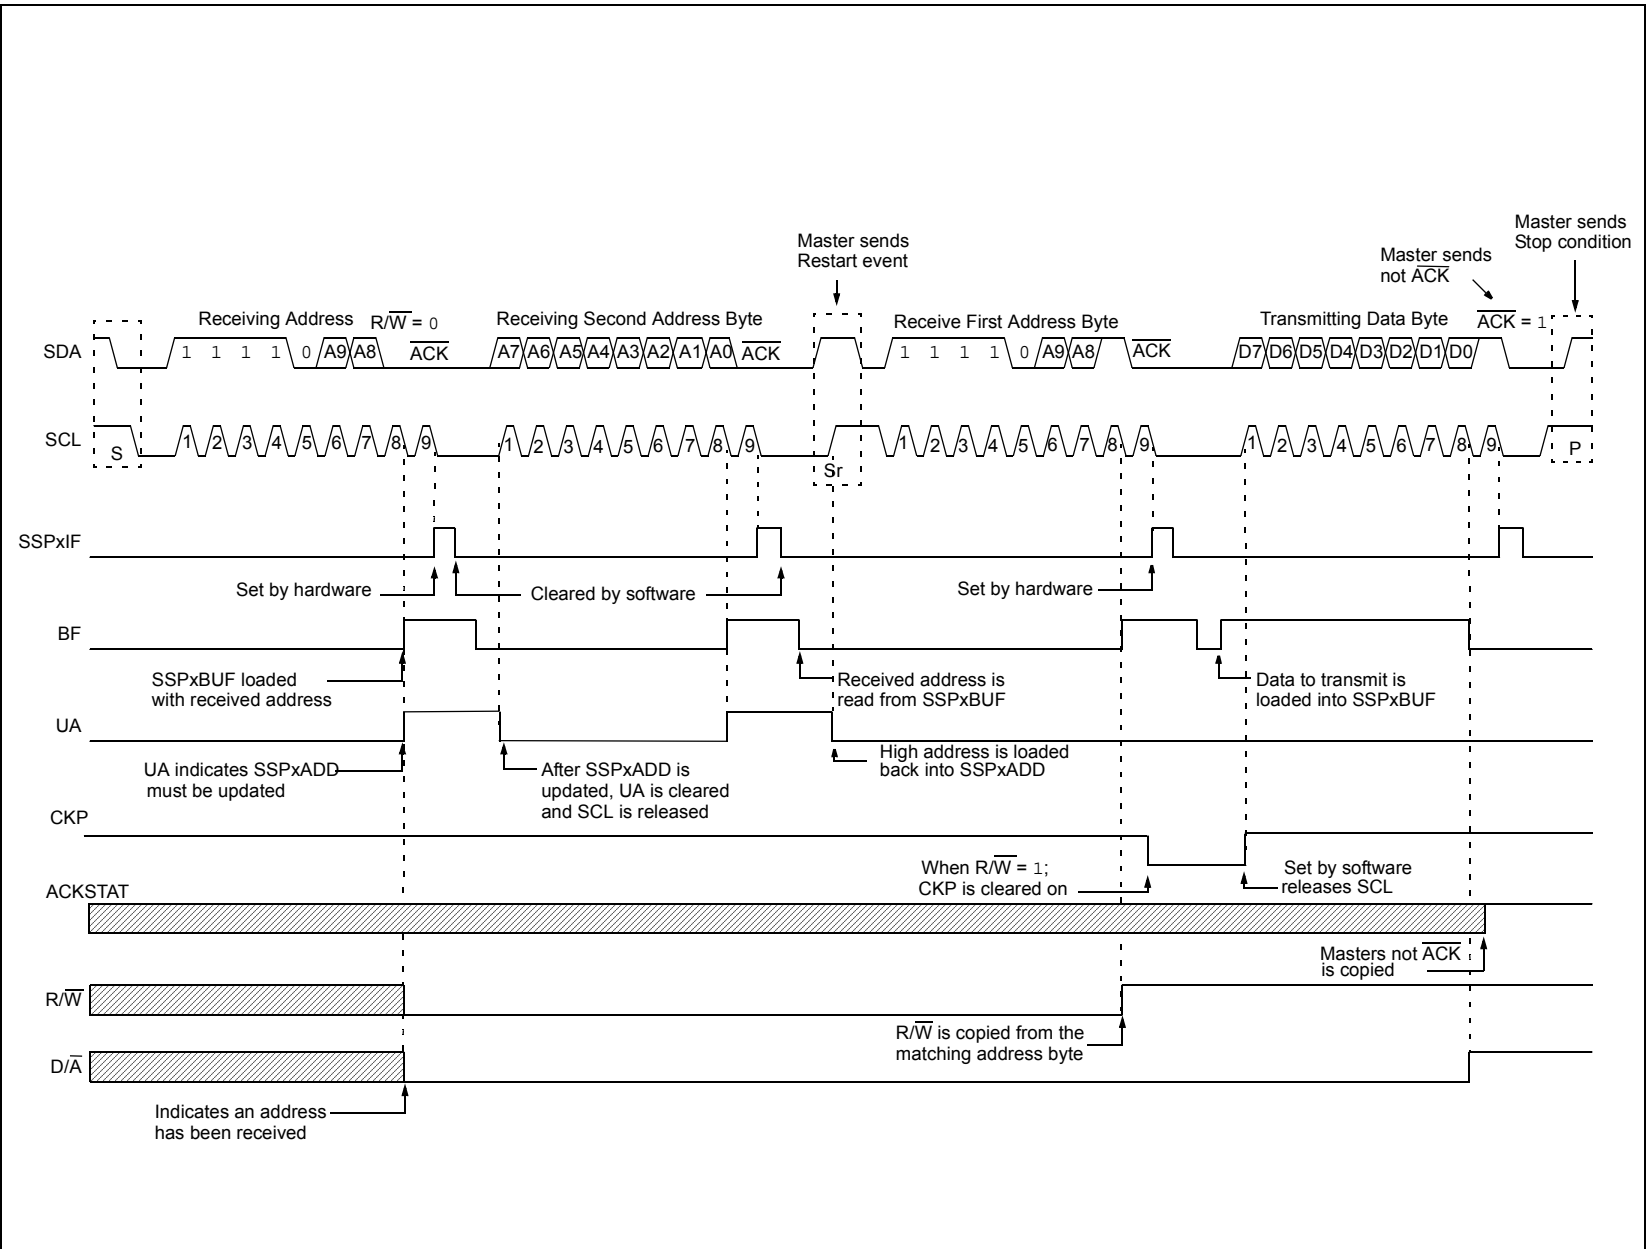 Master sends
Stop condition
Master sends
Restart event
Master sends
not A̅C̅K̅
Receiving Address R/W̅ = 0
Receiving Second Address Byte
Receive First Address Byte
Transmitting Data Byte
A̅C̅K̅ = 1
SDA 1 1 1 1 0 A9 A8 A̅C̅K̅ A7 A6 A5 A4 A3 A2 A1 A0 A̅C̅K̅ 1 1 1 1 0 A9 A8 A̅C̅K̅ D7 D6 D5 D4 D3 D2 D1 D0
SCL S 1 2 3 4 5 6 7 8 9 1 2 3 4 5 6 7 8 9 Sr 1 2 3 4 5 6 7 8 9 1 2 3 4 5 6 7 8 9 P
SSPxIF
Set by hardware
Cleared by software
Set by hardware
BF
SSPxBUF loaded
with received address
Received address is
read from SSPxBUF
Data to transmit is
loaded into SSPxBUF
UA
UA indicates SSPxADD
must be updated
After SSPxADD is
updated, UA is cleared
and SCL is released
High address is loaded
back into SSPxADD
CKP
When R/W̅ = 1;
CKP is cleared on
Set by software
releases SCL
ACKSTAT
Masters not A̅C̅K̅
is copied
R/W̅
R/W̅ is copied from the
matching address byte
D/A̅
Indicates an address
has been received